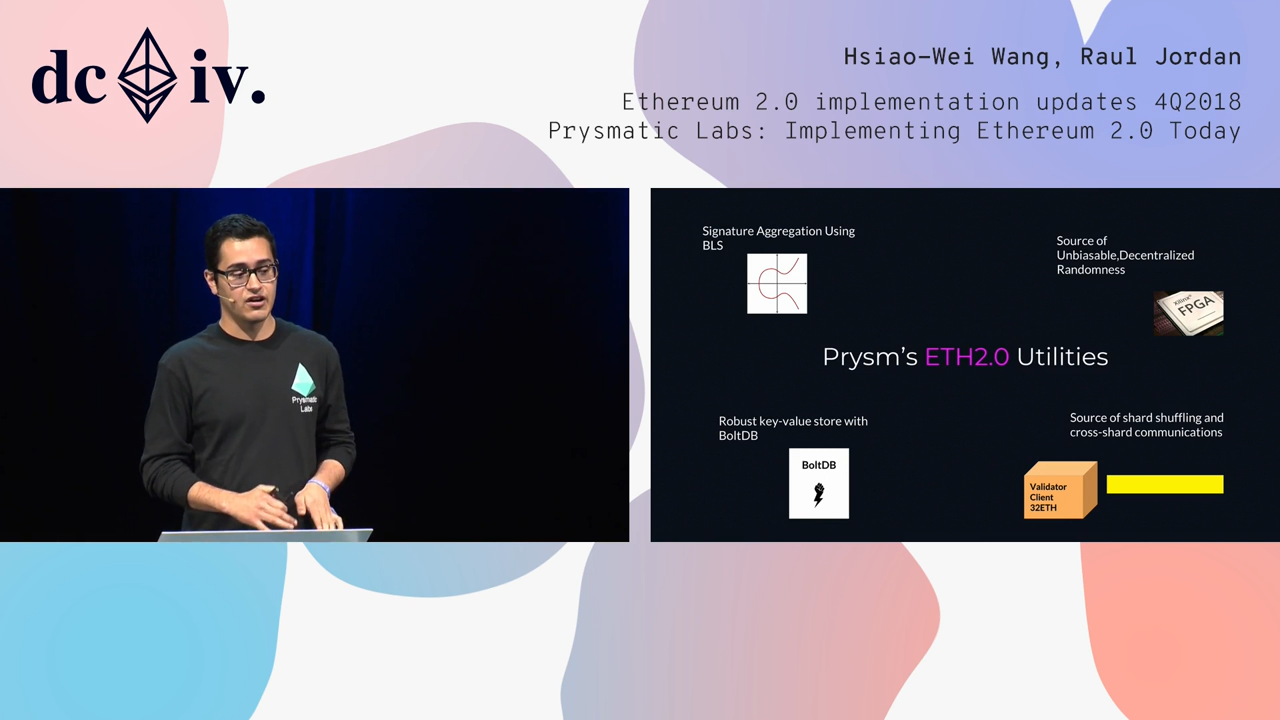 dc iv.
Hsiao-Wei Wang, Raul Jordan
Ethereum 2.0 implementation updates 4Q2018
Prysmatic Labs: Implementing Ethereum 2.0 Today
Prysmatic
Labs
Signature Aggregation Using
BLS
Source of
Unbiasable,Decentralized
Randomness
Xilinx
FPGA
Prysm's ETH2.0 Utilities
Robust key-value store with
BoltDB
BoltDB
Source of shard shuffling and
cross-shard communications
Validator
Client
32ETH